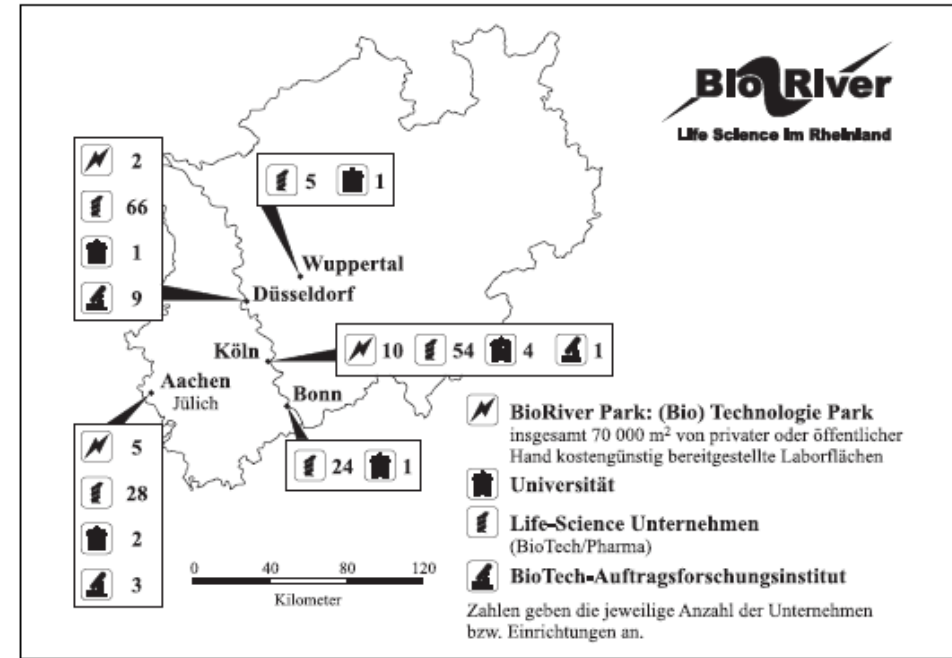 BioRiver
Life Science im Rheinland
2
66
1
9
5 1
Wuppertal
Düsseldorf
Köln
10 54 4 1
Aachen
Jülich
Bonn
5
28
2
3
24 1
0 40 80 120
Kilometer
BioRiver Park: (Bio) Technologie Park
insgesamt 70 000 m² von privater oder öffentlicher
Hand kostengünstig bereitgestellte Laborflächen
Universität
Life-Science Unternehmen
(BioTech/Pharma)
BioTech-Auftragsforschungsinstitut
Zahlen geben die jeweilige Anzahl der Unternehmen
bzw. Einrichtungen an.